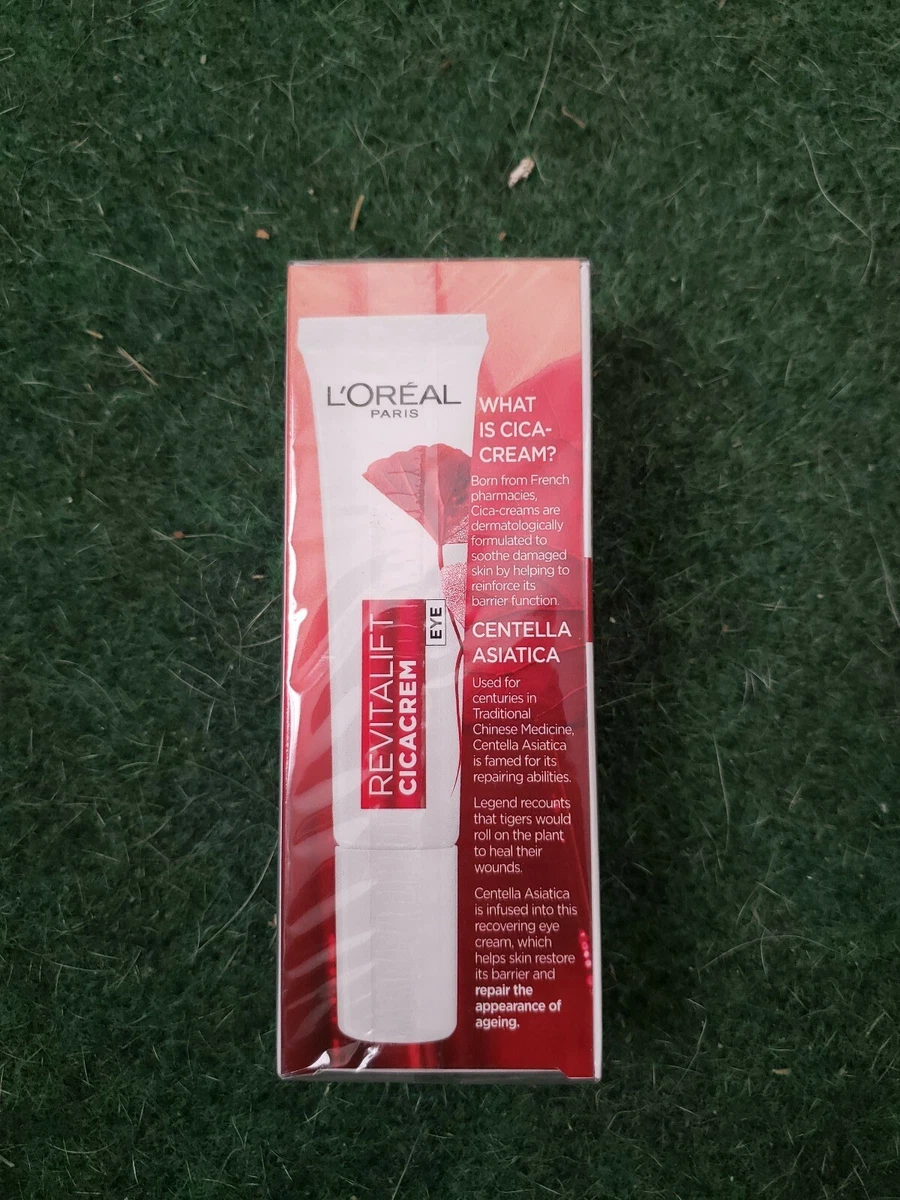 L'ORÉAL
PARIS
REVITALIFT
CICACREM
EYE
WHAT
IS CICA-
CREAM?
Born from French
pharmacies,
Cica-creams are
dermatologically
formulated to
soothe damaged
skin by helping to
reinforce its
barrier function.
CENTELLA
ASIATICA
Used for
centuries in
Traditional
Chinese Medicine,
Centella Asiatica
is famed for its
repairing abilities.
Legend recounts
that tigers would
roll on the plant
to heal their
wounds.
Centella Asiatica
is infused into this
recovering eye
cream, which
helps skin restore
its barrier and
repair the
appearance of
ageing.